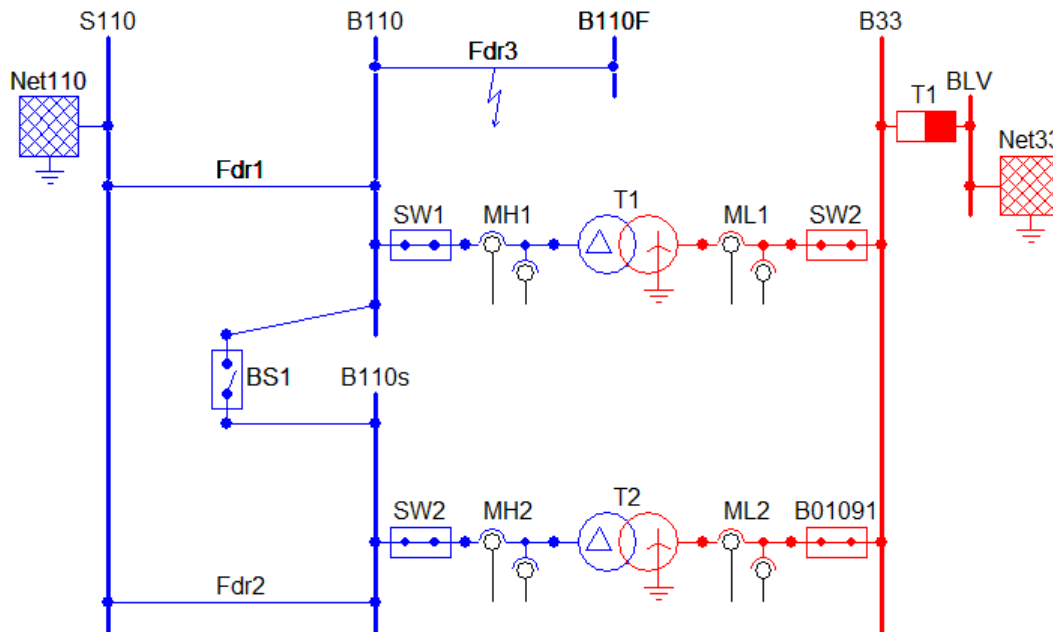 S110
B110
B110F
B33
Fdr3
Net110
T1
BLV
Net33
Fdr1
SW1
MH1
T1
ML1
SW2
BS1
B110s
SW2
MH2
T2
ML2
B01091
Fdr2